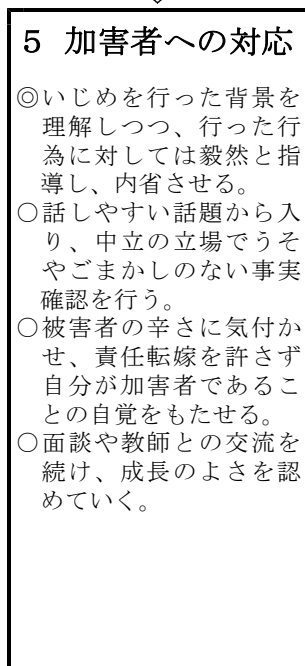 5 加害者への対応
◎いじめを行った背景を
理解しつつ、行った行
為に対しては毅然と指
導し、内省させる。
○話しやすい話題から入
り、中立の立場でうそ
やごまかしのない事実
確認を行う。
○被害者の辛さに気付か
せ、責任転嫁を許さず
自分が加害者であるこ
との自覚をもたせる。
○面談や教師との交流を
続け、成長のよさを認
めていく。